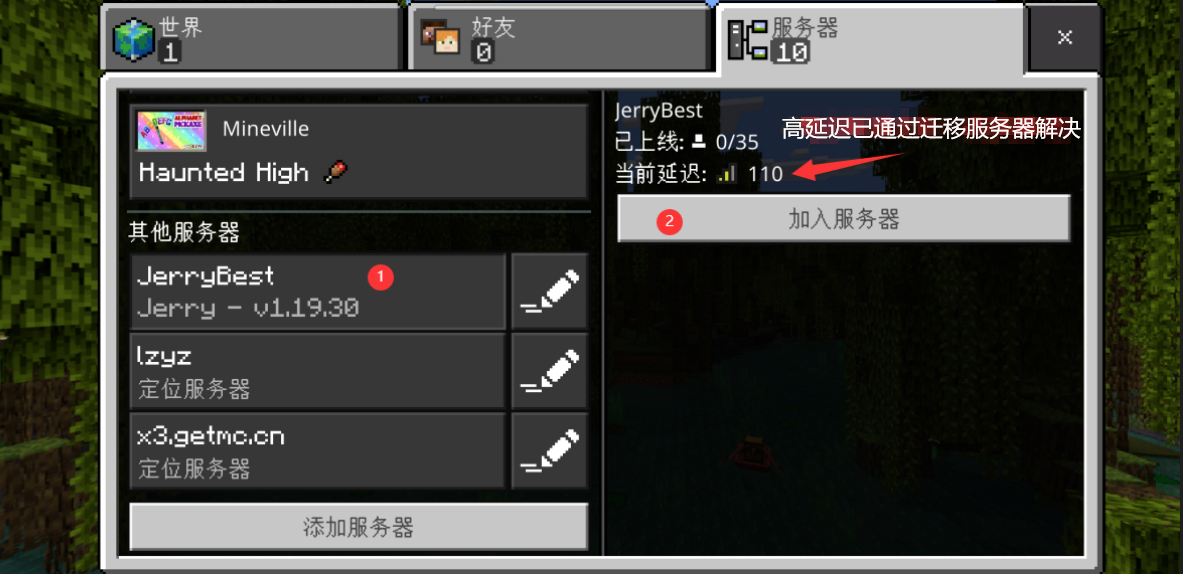 世界
1
好友
0
服务器
10
Mineville
Haunted High
其他服务器
JerryBest
1
Jerry - v1.19.30
lzyz
定位服务器
x3.getmc.cn
定位服务器
添加服务器
JerryBest
已上线: 0/35
高延迟已通过迁移服务器解决
当前延迟: 110
2
加入服务器